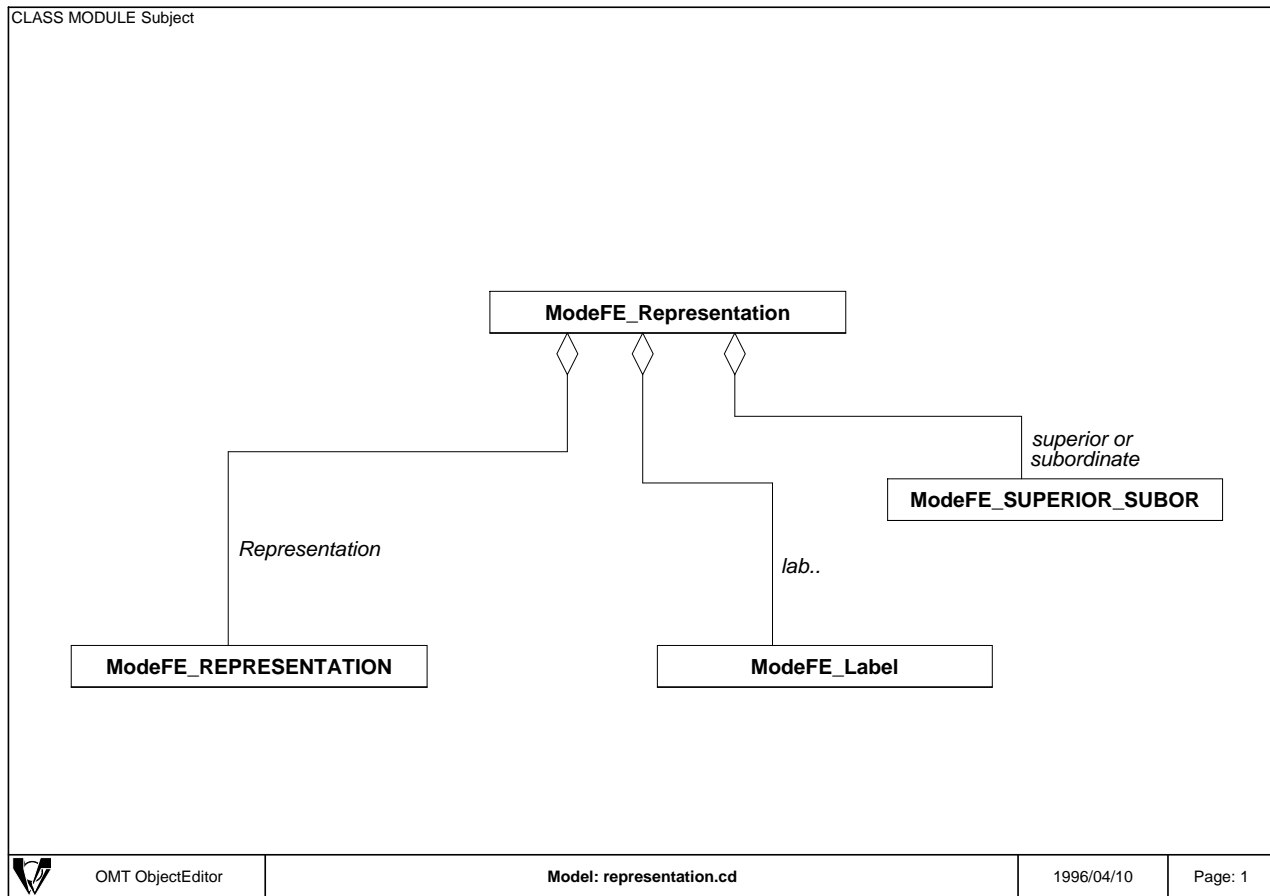 CLASS MODULE Subject
ModeFE_Representation
superior or
subordinate
ModeFE_SUPERIOR_SUBOR
Representation
lab..
ModeFE_REPRESENTATION
ModeFE_Label
OMT ObjectEditor
Model: representation.cd
1996/04/10
Page: 1